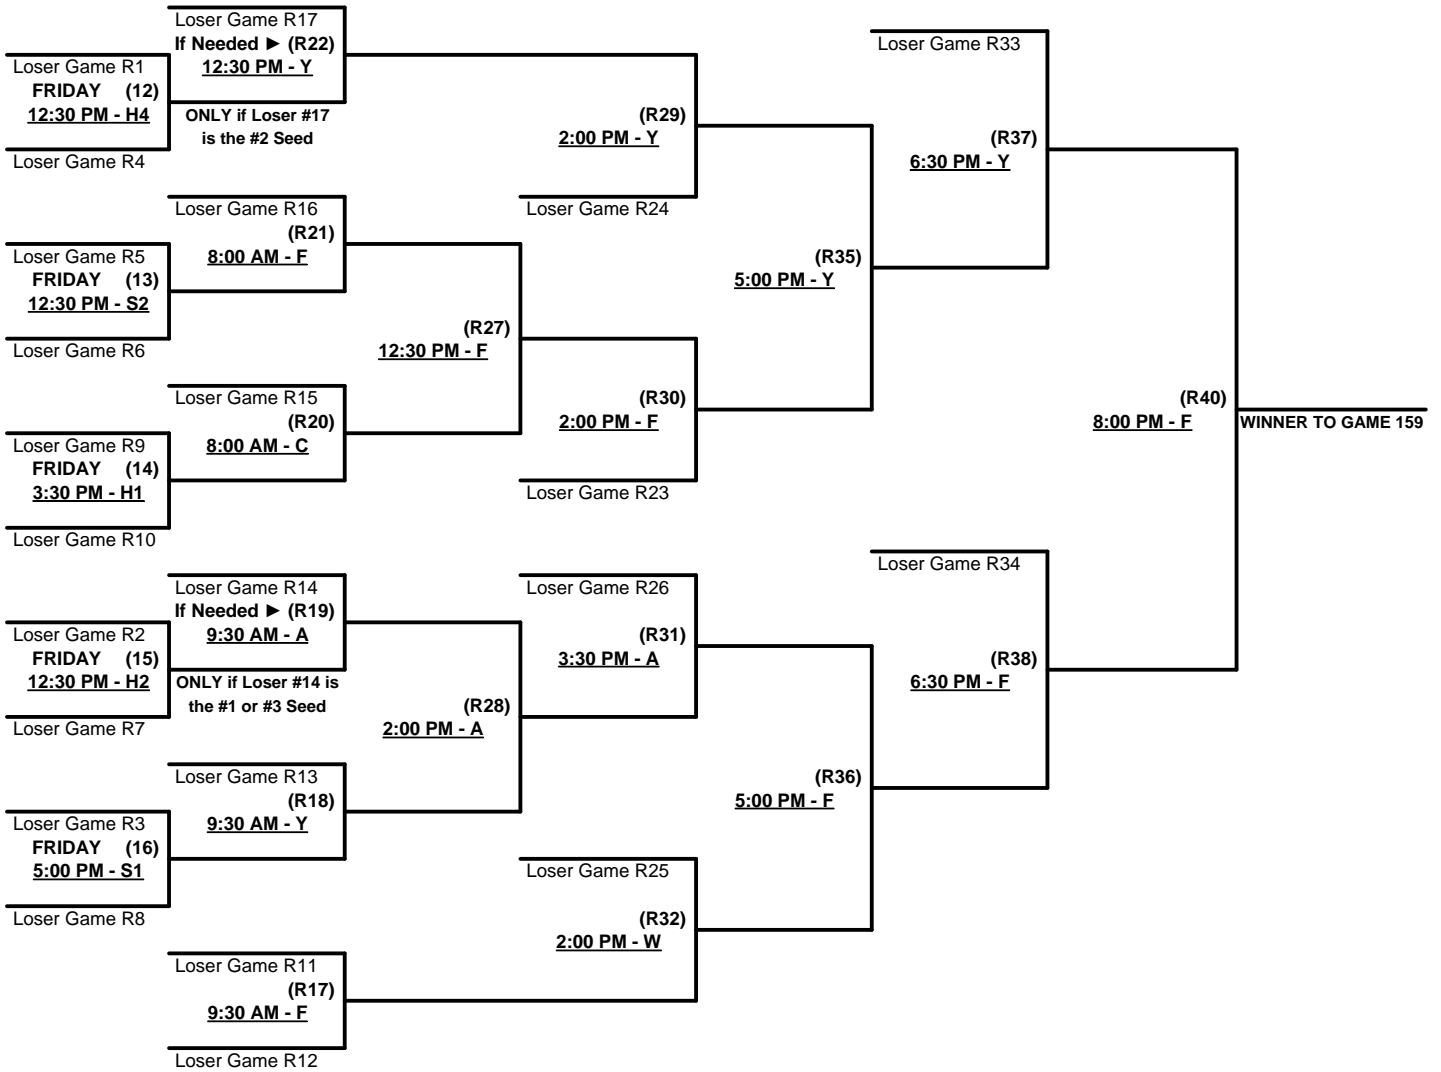 Loser Game R17
If Needed ► (R22)
12:30 PM - Y
ONLY if Loser #17
is the #2 Seed
Loser Game R1
FRIDAY (12)
12:30 PM - H4
Loser Game R4
Loser Game R16
(R21)
8:00 AM - F
Loser Game R5
FRIDAY (13)
12:30 PM - S2
Loser Game R6
Loser Game R15
(R20)
8:00 AM - C
Loser Game R9
FRIDAY (14)
3:30 PM - H1
Loser Game R10
Loser Game R14
If Needed ► (R19)
9:30 AM - A
ONLY if Loser #14 is
the #1 or #3 Seed
Loser Game R2
FRIDAY (15)
12:30 PM - H2
Loser Game R7
Loser Game R13
(R18)
9:30 AM - Y
Loser Game R3
FRIDAY (16)
5:00 PM - S1
Loser Game R8
Loser Game R11
(R17)
9:30 AM - F
Loser Game R12
(R27)
12:30 PM - F
(R28)
2:00 PM - A
(R29)
2:00 PM - Y
Loser Game R24
(R30)
2:00 PM - F
Loser Game R23
Loser Game R26
(R31)
3:30 PM - A
Loser Game R25
(R32)
2:00 PM - W
(R35)
5:00 PM - Y
(R36)
5:00 PM - F
Loser Game R33
(R37)
6:30 PM - Y
Loser Game R34
(R38)
6:30 PM - F
(R40)
8:00 PM - F
WINNER TO GAME 159